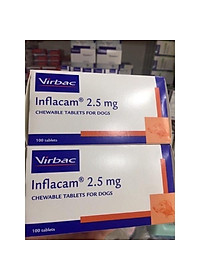 Virbac
Inflacam® 2.5 mg
CHEWABLE TABLETS FOR DOGS
100 tablets
Virbac
Inflacam® 2.5 mg
CHEWABLE TABLETS FOR DOGS
100 tablets